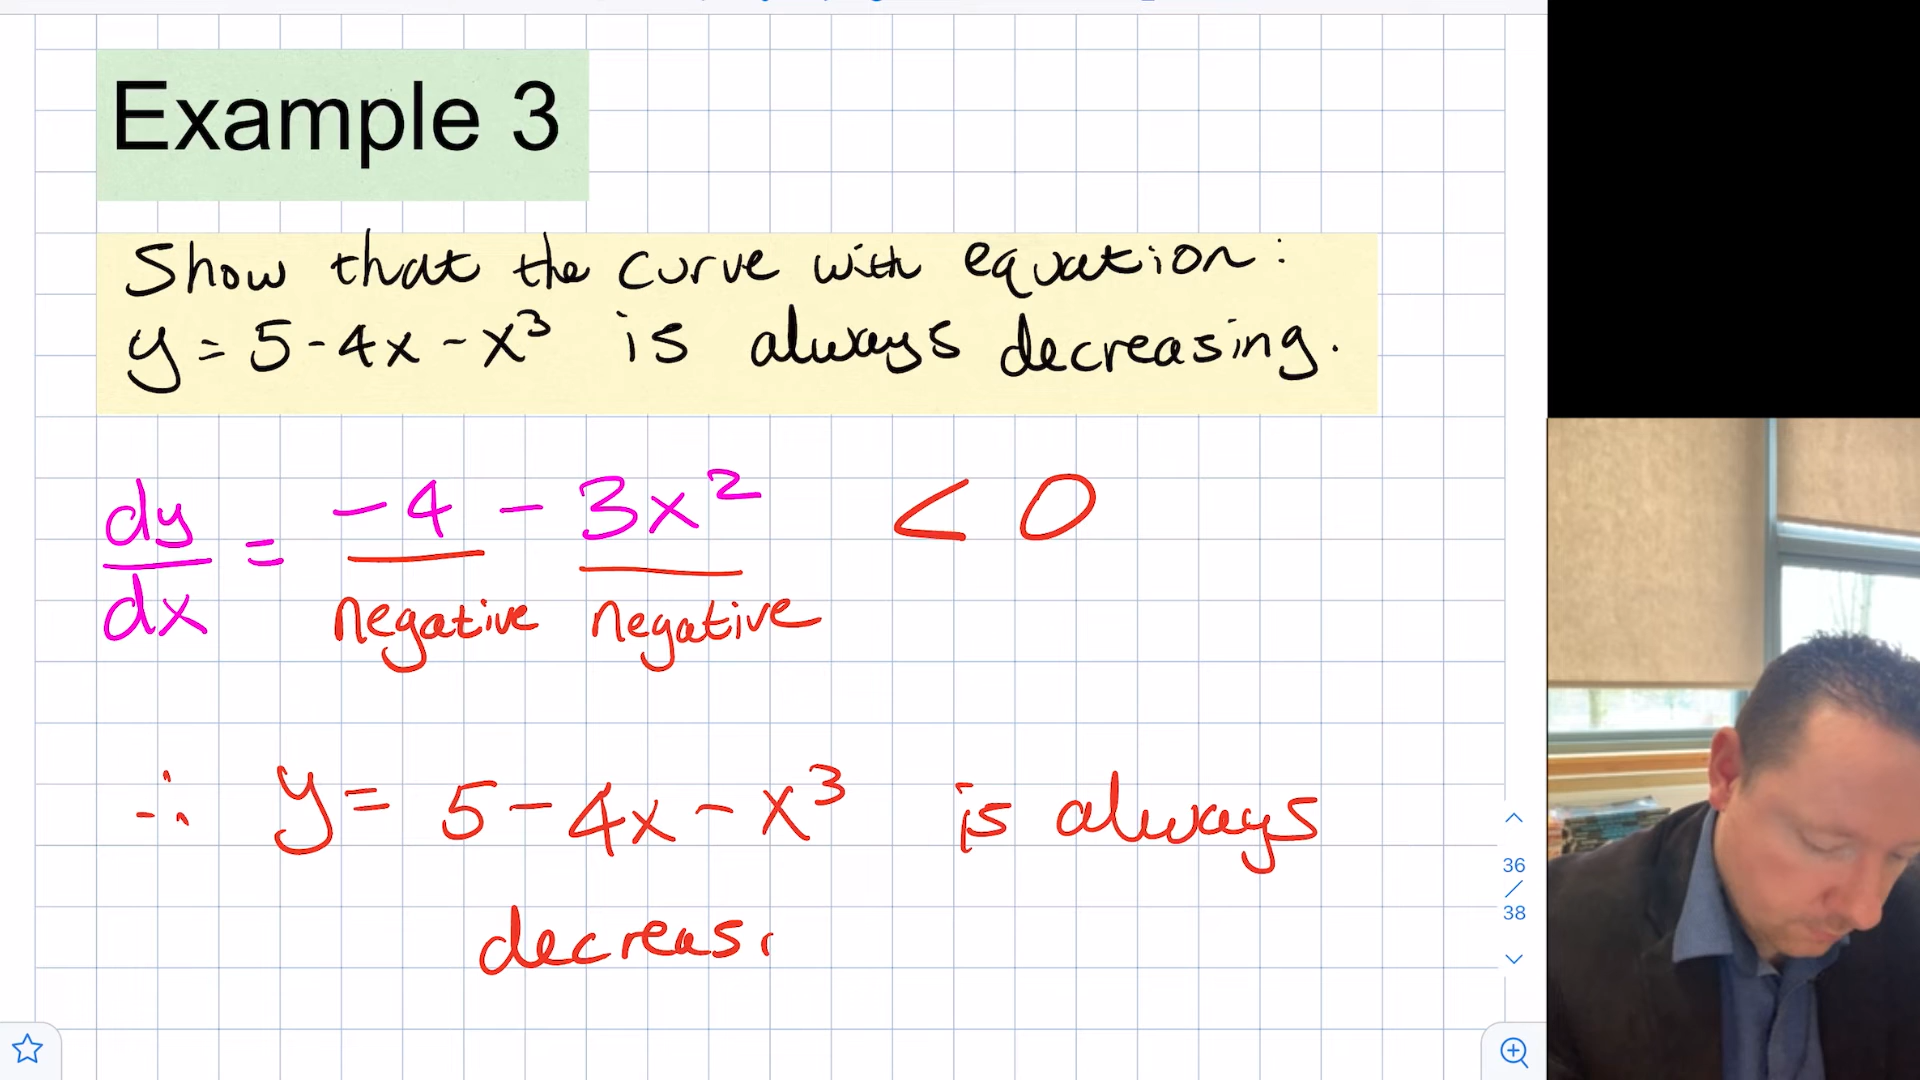 Example 3
Show that the curve with equation:
y = 5 - 4x - x³ is always decreasing.
dy/dx = -4 - 3x² < 0
negative negative
∴ y = 5 - 4x - x³ is always
decreasi
36
/
38